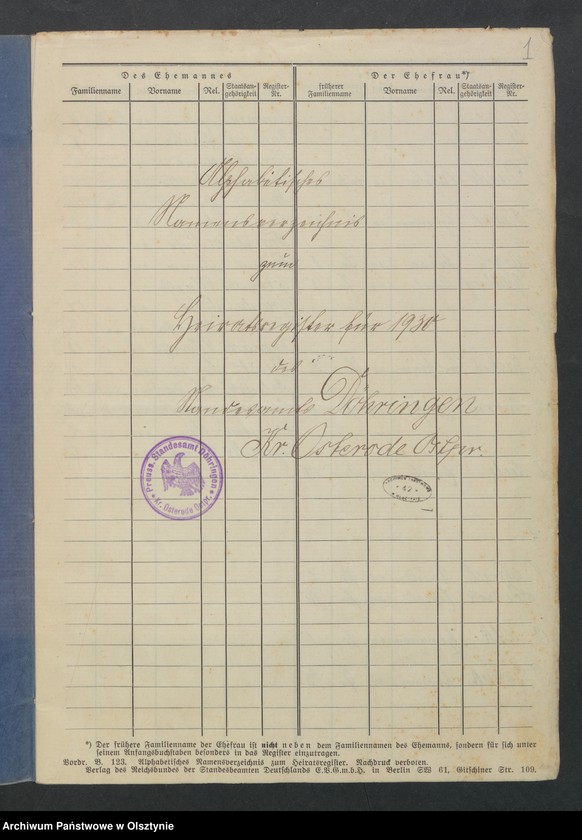 1
Des Ehemannes Der Ehefrau*)
Familienname Vorname Rel. Staatsan-gehörigkeit Register-Nr. früherer Familienname Vorname Rel. Staatsan-gehörigkeit Register-Nr.
Alphabetisches
Namensverzeichnis
zum
Heiratsregister für 1930
des
Standesamts Döhringen
Kr. Osterode Ostpr.
Preuss. Standesamt Döhringen
* Kr. Osterode Ostpr. *
*) Der frühere Familienname der Ehefrau ist nicht neben dem Familiennamen des Ehemanns, sondern für sich unter
seinem Anfangsbuchstaben besonders in das Register einzutragen.
Vordr. B. 123. Alphabetisches Namensverzeichnis zum Heiratsregister. Nachdruck verboten.
Verlag des Reichsbundes der Standesbeamten Deutschlands E.V.G.m.b.H. in Berlin SW 61, Gitschiner Str. 109.
Archiwum Państwowe w Olsztynie